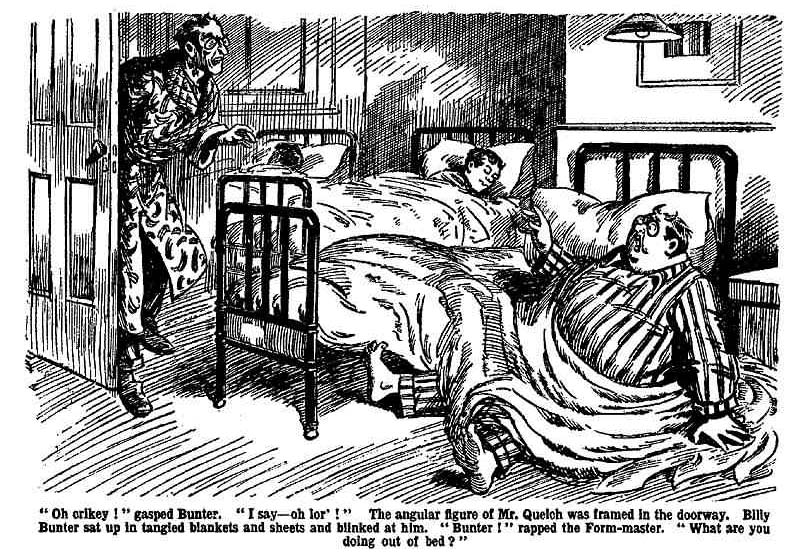 “ Oh crikey ! ” gasped Bunter. “ I say—oh lor’ ! ” The angular figure of Mr. Quelch was framed in the doorway. Billy
Bunter sat up in tangled blankets and sheets and blinked at him. “ Bunter ! ” rapped the Form-master. “ What are you
doing out of bed ? ”